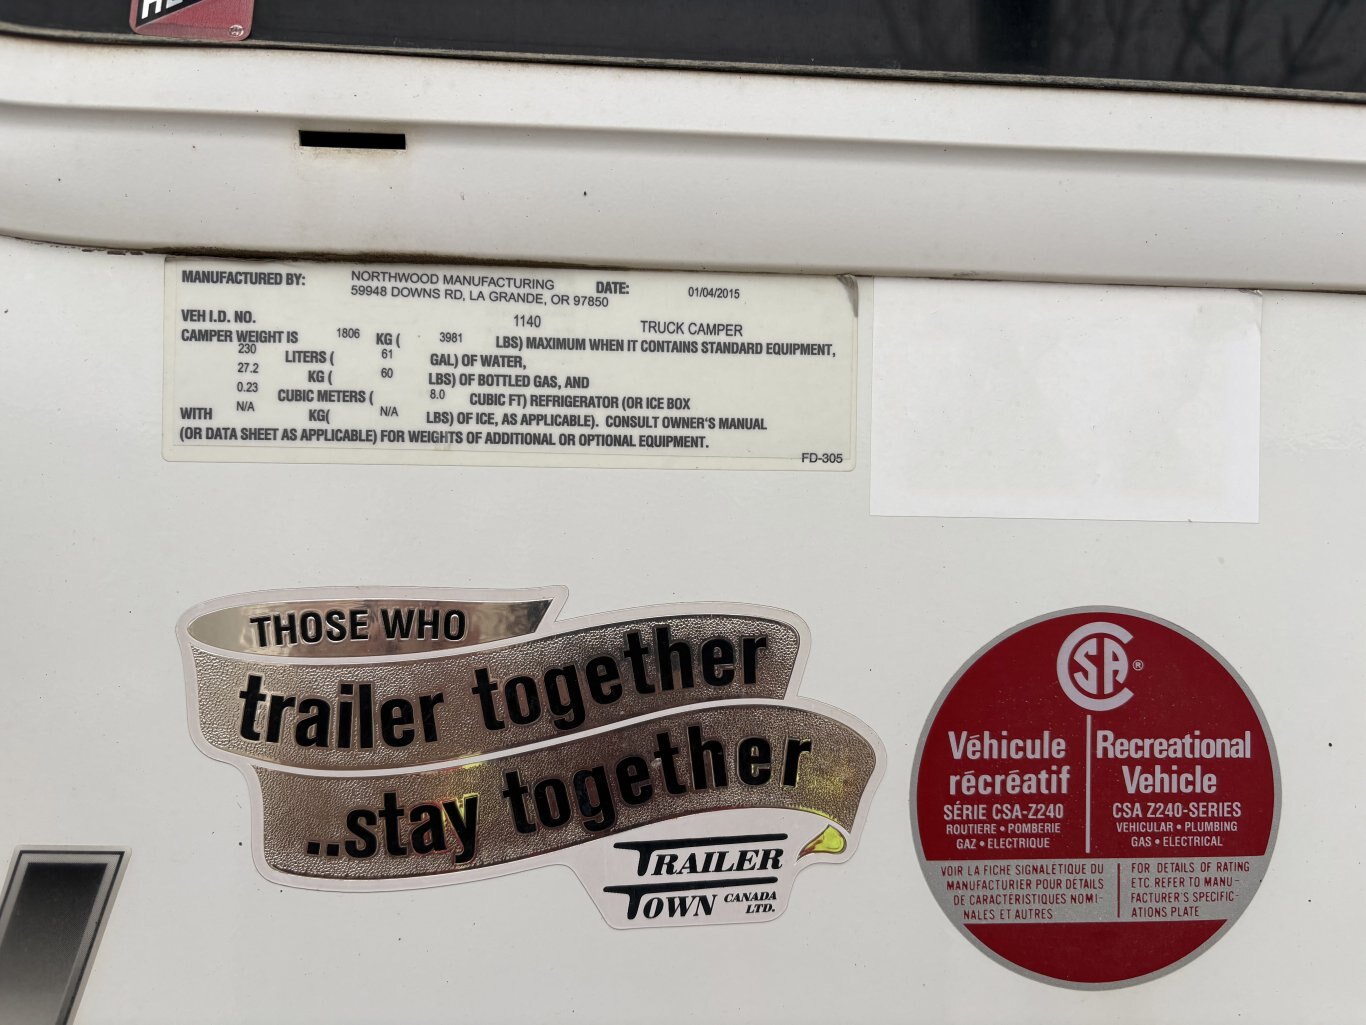 MANUFACTURED BY: NORTHWOOD MANUFACTURING DATE: 01/04/2015
59948 DOWNS RD, LA GRANDE, OR 97850
VEH I.D. NO. 1140 TRUCK CAMPER
CAMPER WEIGHT IS 1806 KG ( 3981 LBS) MAXIMUM WHEN IT CONTAINS STANDARD EQUIPMENT,
230 LITERS ( 61 GAL) OF WATER,
27.2 KG ( 60 LBS) OF BOTTLED GAS, AND
0.23 CUBIC METERS ( 8.0 CUBIC FT) REFRIGERATOR (OR ICE BOX
WITH N/A KG( N/A LBS) OF ICE, AS APPLICABLE). CONSULT OWNER'S MANUAL
(OR DATA SHEET AS APPLICABLE) FOR WEIGHTS OF ADDITIONAL OR OPTIONAL EQUIPMENT.
FD-305
THOSE WHO
trailer together
..stay together
TRAILER
TOWN CANADA
LTD.
CSA ®
Véhicule
récréatif
SÉRIE CSA-Z240
ROUTIERE • POMBERIE
GAZ • ELECTRIQUE
Recreational
Vehicle
CSA Z240-SERIES
VEHICULAR • PLUMBING
GAS • ELECTRICAL
VOIR LA FICHE SIGNALÉTIQUE DU
MANUFACTURIER POUR DÉTAILS
DE CARACTÉRISTIQUES NOMI-
NALES ET AUTRES
FOR DETAILS OF RATING
ETC. REFER TO MANU-
FACTURER'S SPECIFIC-
ATIONS PLATE